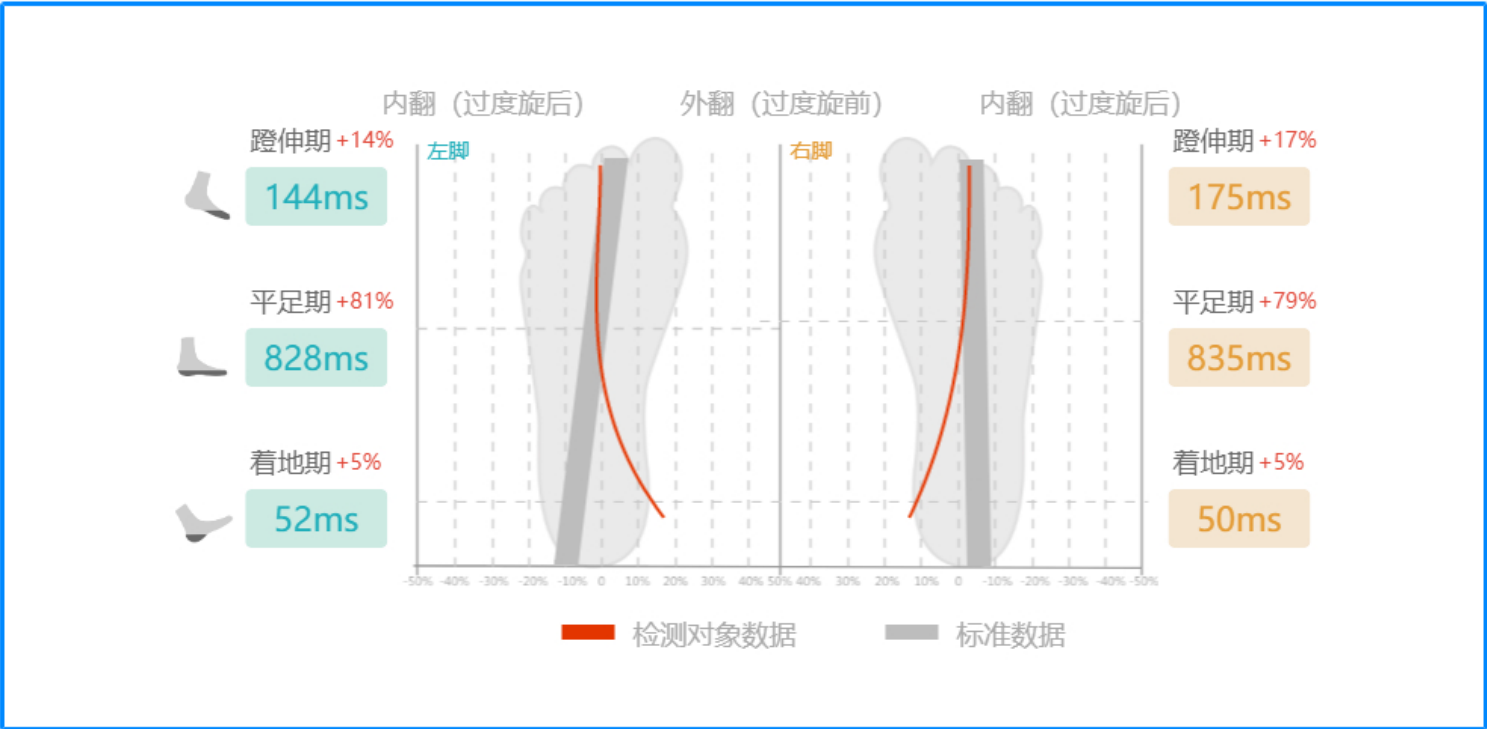 内翻（过度旋后） 外翻（过度旋前） 内翻（过度旋后）
蹬伸期 +14%
左脚
右脚
蹬伸期 +17%
144ms
175ms
平足期 +81%
平足期 +79%
828ms
835ms
着地期 +5%
着地期 +5%
52ms
50ms
-50% -40% -30% -20% -10% 0 10% 20% 30% 40% 50% 40% 30% 20% 10% 0 -10% -20% -30% -40% -50%
检测对象数据 标准数据